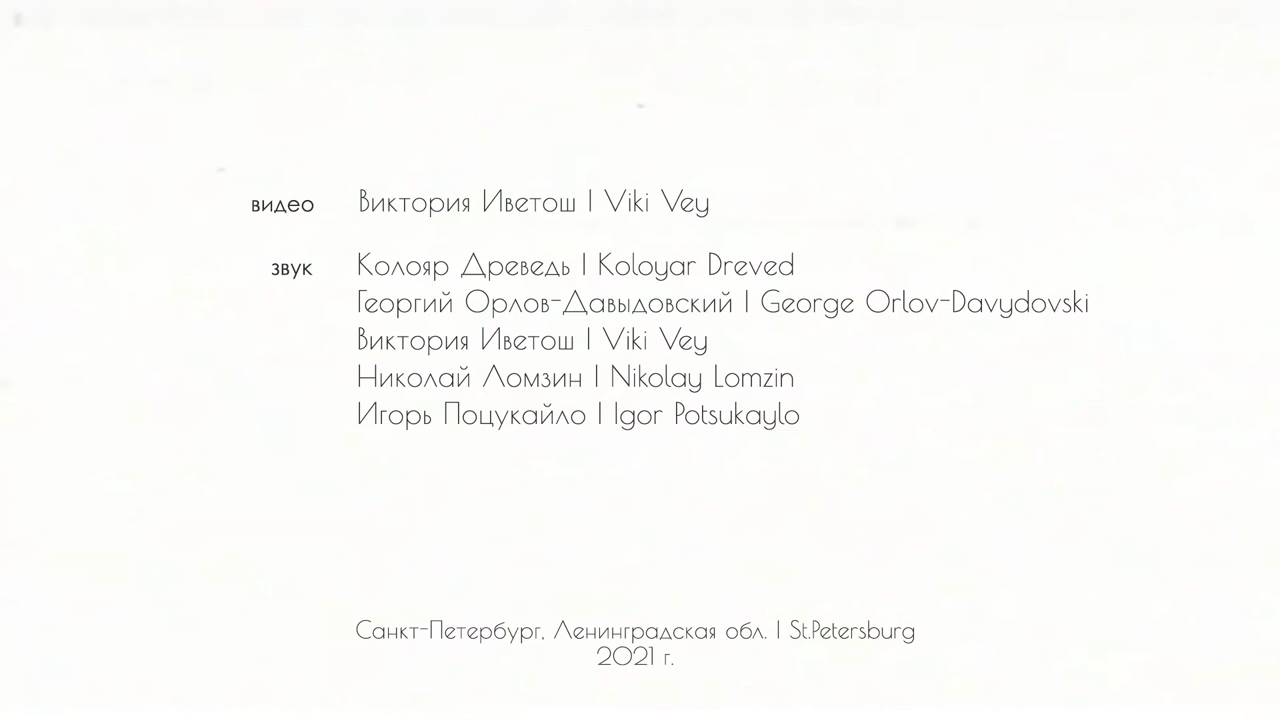 видео Виктория Иветош | Viki Vey
звук Колояр Древедь | Koloyar Dreved
Георгий Орлов-Давыдовский | George Orlov-Davydovski
Виктория Иветош | Viki Vey
Николай Ломзин | Nikolay Lomzin
Игорь Поцукайло | Igor Potsukaylo
Санкт-Петербург, Ленинградская обл. | St.Petersburg
2021 г.